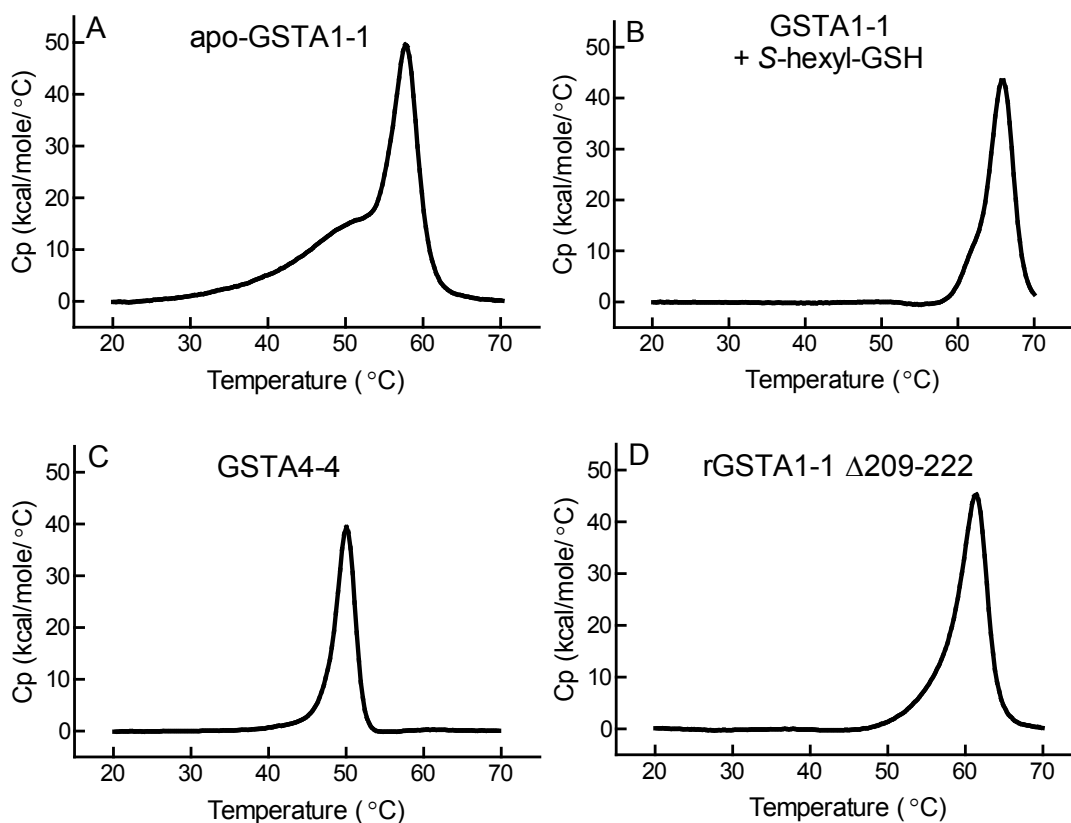 A
apo-GSTA1-1
50
40
30
20
10
0
Cp (kcal/mole/°C)
20 30 40 50 60 70
Temperature (°C)
B
GSTA1-1
+ S-hexyl-GSH
50
40
30
20
10
0
Cp (kcal/mole/°C)
20 30 40 50 60 70
Temperature (°C)
C
GSTA4-4
50
40
30
20
10
0
Cp (kcal/mole/°C)
20 30 40 50 60 70
Temperature (°C)
D
rGSTA1-1 Δ209-222
50
40
30
20
10
0
Cp (kcal/mole/°C)
20 30 40 50 60 70
Temperature (°C)